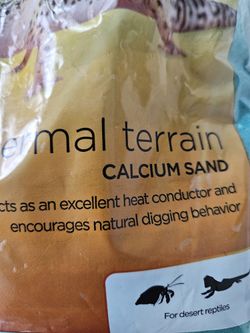 ermal terrain
CALCIUM SAND
cts as an excellent heat conductor and
encourages natural digging behavior
For desert reptiles